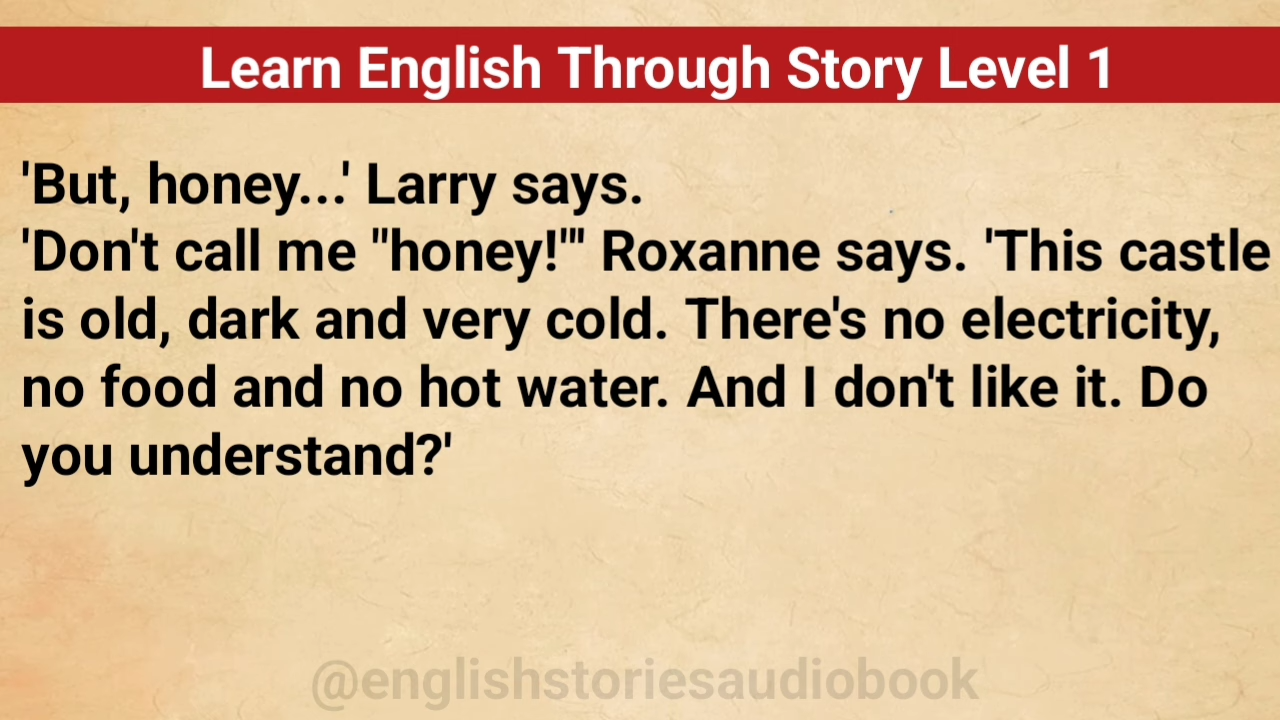 Learn English Through Story Level 1
'But, honey...' Larry says.
'Don't call me "honey!"' Roxanne says. 'This castle
is old, dark and very cold. There's no electricity,
no food and no hot water. And I don't like it. Do
you understand?'
@englishstoriesaudiobook